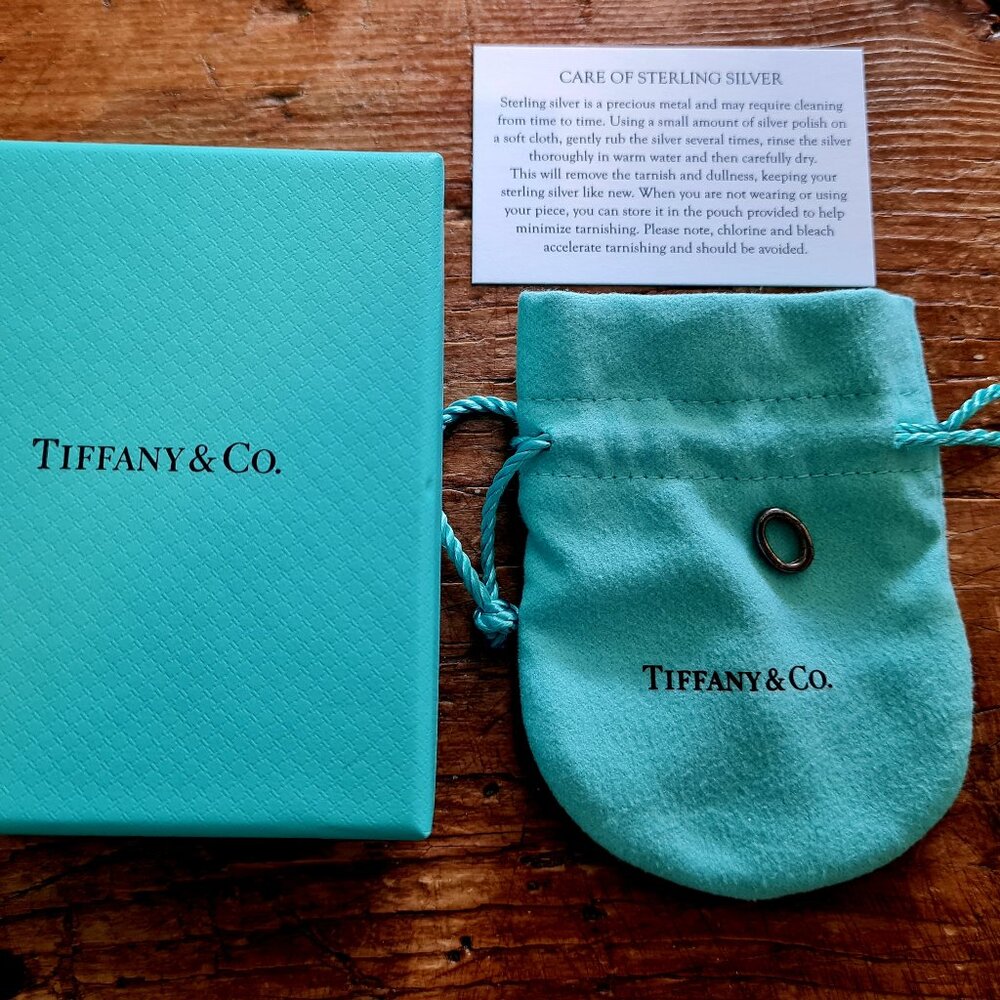 TIFFANY & CO.
CARE OF STERLING SILVER
Sterling silver is a precious metal and may require cleaning
from time to time. Using a small amount of silver polish on
a soft cloth, gently rub the silver several times, rinse the silver
thoroughly in warm water and then carefully dry.
This will remove the tarnish and dullness, keeping your
sterling silver like new. When you are not wearing or using
your piece, you can store it in the pouch provided to help
minimize tarnishing. Please note, chlorine and bleach
accelerate tarnishing and should be avoided.
TIFFANY & CO.